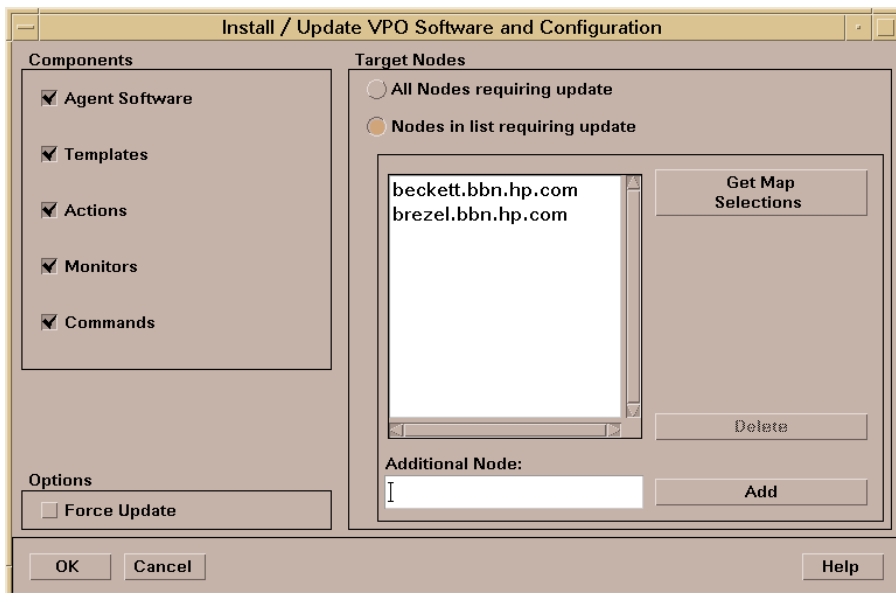 Install / Update VPO Software and Configuration
Components
Agent Software
Templates
Actions
Monitors
Commands
Options
Force Update
Target Nodes
All Nodes requiring update
Nodes in list requiring update
beckett.bbn.hp.com
brezel.bbn.hp.com
Get Map
Selections
Delete
Additional Node:
Add
OK
Cancel
Help